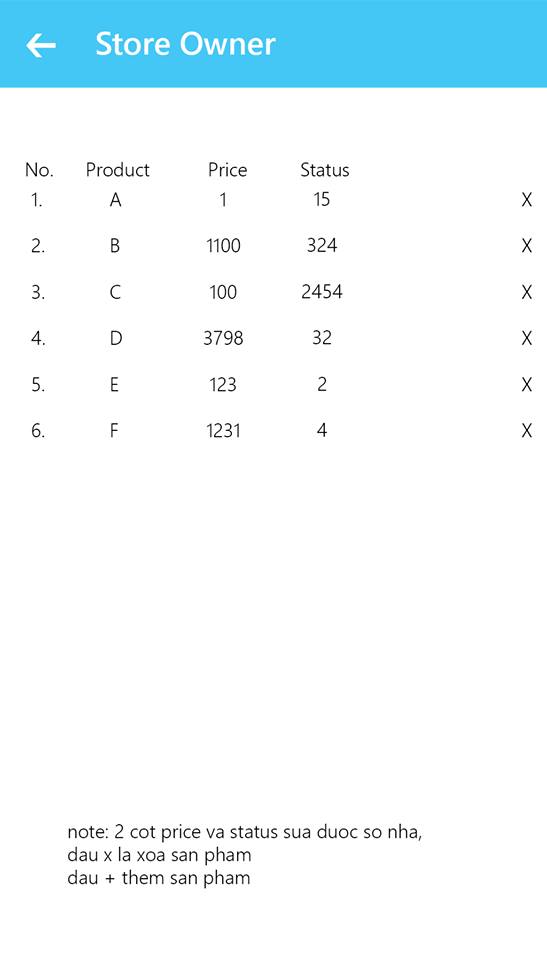 Store Owner
No. Product Price Status
1. A 1 15 X
2. B 1100 324 X
3. C 100 2454 X
4. D 3798 32 X
5. E 123 2 X
6. F 1231 4 X
note: 2 cot price va status sua duoc so nha,
dau x la xoa san pham
dau + them san pham